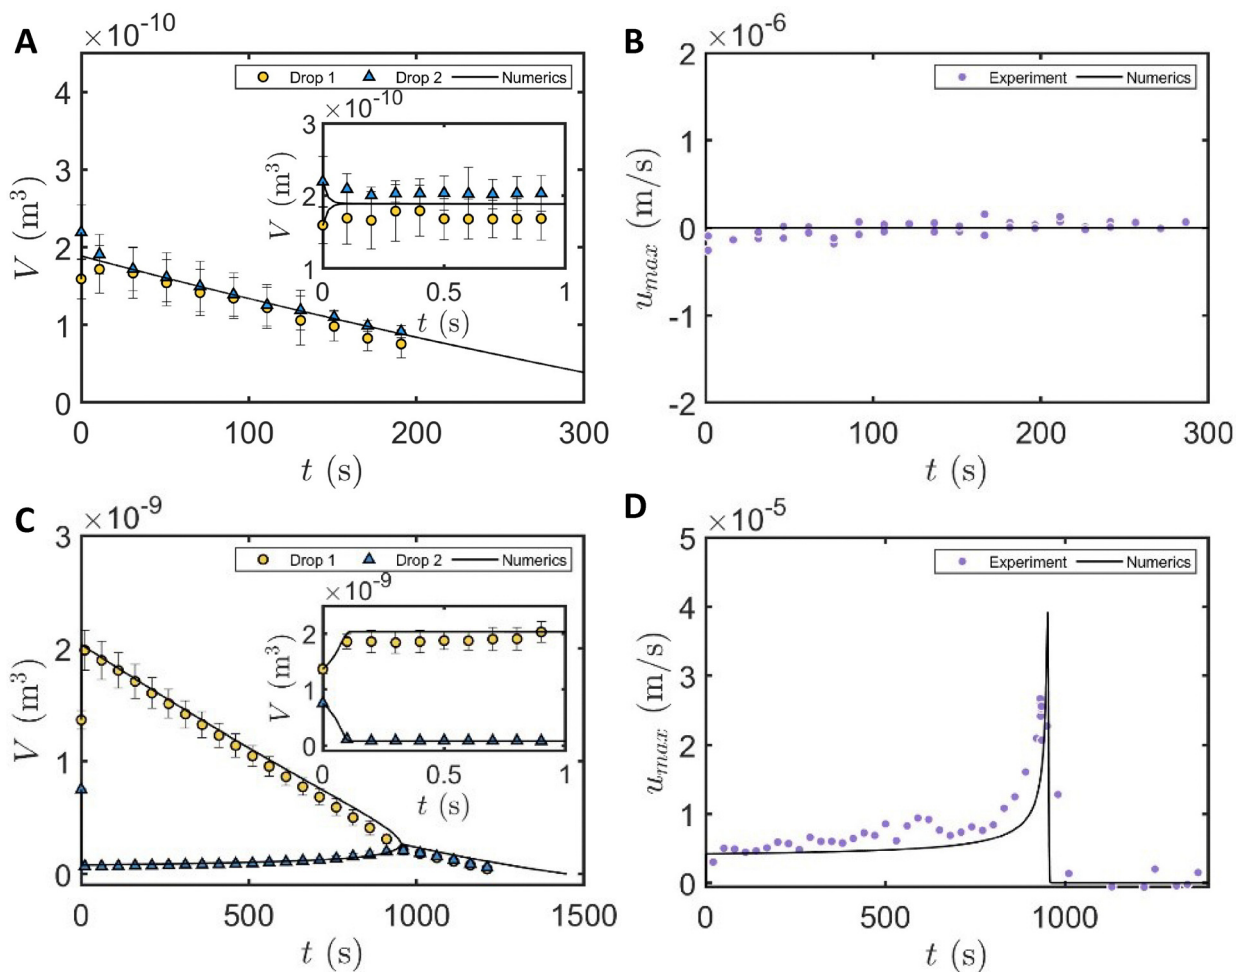 A
×10⁻¹⁰
Drop 1 Drop 2 Numerics
4
3
2
1
0
V (m³)
×10⁻¹⁰
3
2
1
V (m³)
0 0.5 1
t (s)
0 100 200 300
t (s)
B
×10⁻⁶
Experiment Numerics
2
1
0
-1
-2
u_max (m/s)
0 100 200 300
t (s)
C
×10⁻⁹
Drop 1 Drop 2 Numerics
3
2
1
0
V (m³)
×10⁻⁹
2
1
0
V (m³)
0 0.5 1
t (s)
0 500 1000 1500
t (s)
D
×10⁻⁵
Experiment Numerics
5
4
3
2
1
0
u_max (m/s)
0 500 1000
t (s)